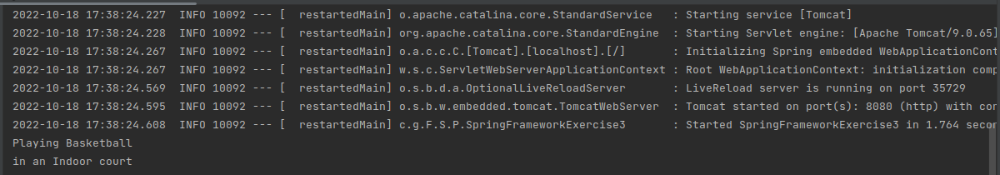 2022-10-18 17:38:24.227  INFO 10092 --- [  restartedMain] o.apache.catalina.core.StandardService   : Starting service [Tomcat]
2022-10-18 17:38:24.228  INFO 10092 --- [  restartedMain] org.apache.catalina.core.StandardEngine  : Starting Servlet engine: [Apache Tomcat/9.0.65]
2022-10-18 17:38:24.267  INFO 10092 --- [  restartedMain] o.a.c.c.C.[Tomcat].[localhost].[/]       : Initializing Spring embedded WebApplicationCont
2022-10-18 17:38:24.267  INFO 10092 --- [  restartedMain] w.s.c.ServletWebServerApplicationContext : Root WebApplicationContext: initialization comp
2022-10-18 17:38:24.569  INFO 10092 --- [  restartedMain] o.s.b.d.a.OptionalLiveReloadServer       : LiveReload server is running on port 35729
2022-10-18 17:38:24.595  INFO 10092 --- [  restartedMain] o.s.b.w.embedded.tomcat.TomcatWebServer  : Tomcat started on port(s): 8080 (http) with con
2022-10-18 17:38:24.608  INFO 10092 --- [  restartedMain] c.g.F.S.P.SpringFrameworkExercise3       : Started SpringFrameworkExercise3 in 1.764 secon
Playing Basketball
in an Indoor court